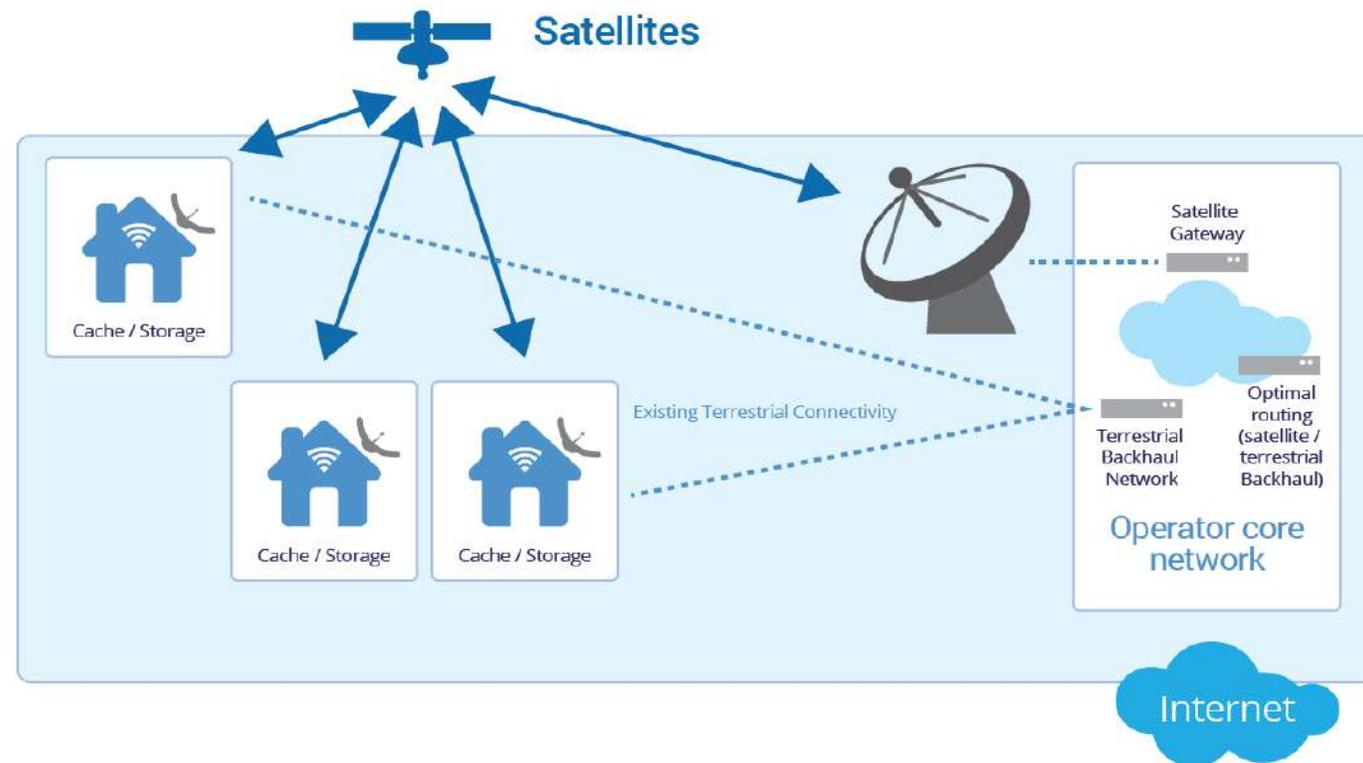 Satellites
Satellite
Gateway
Cache / Storage
Existing Terrestrial Connectivity
Optimal
routing
(satellite /
terrestrial
Backhaul)
Terrestrial
Backhaul
Network
Cache / Storage
Cache / Storage
Operator core
network
Internet